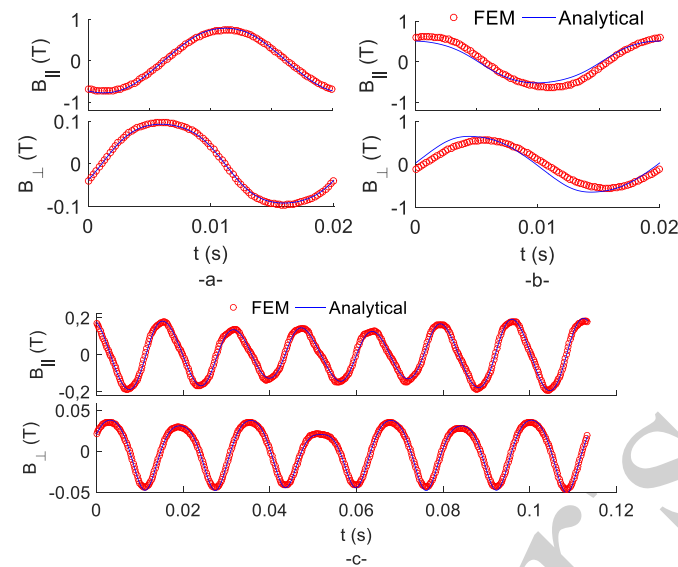 FEM Analytical
1
0
-1
B|| (T)
0.1
0
-0.1
B⊥ (T)
0 0.01 0.02
t (s)
-a-
1
0
-1
B|| (T)
1
0
-1
B⊥ (T)
0 0.01 0.02
t (s)
-b-
FEM Analytical
0.2
0
-0.2
B|| (T)
0.05
0
-0.05
B⊥ (T)
0 0.02 0.04 0.06 0.08 0.1 0.12
t (s)
-c-